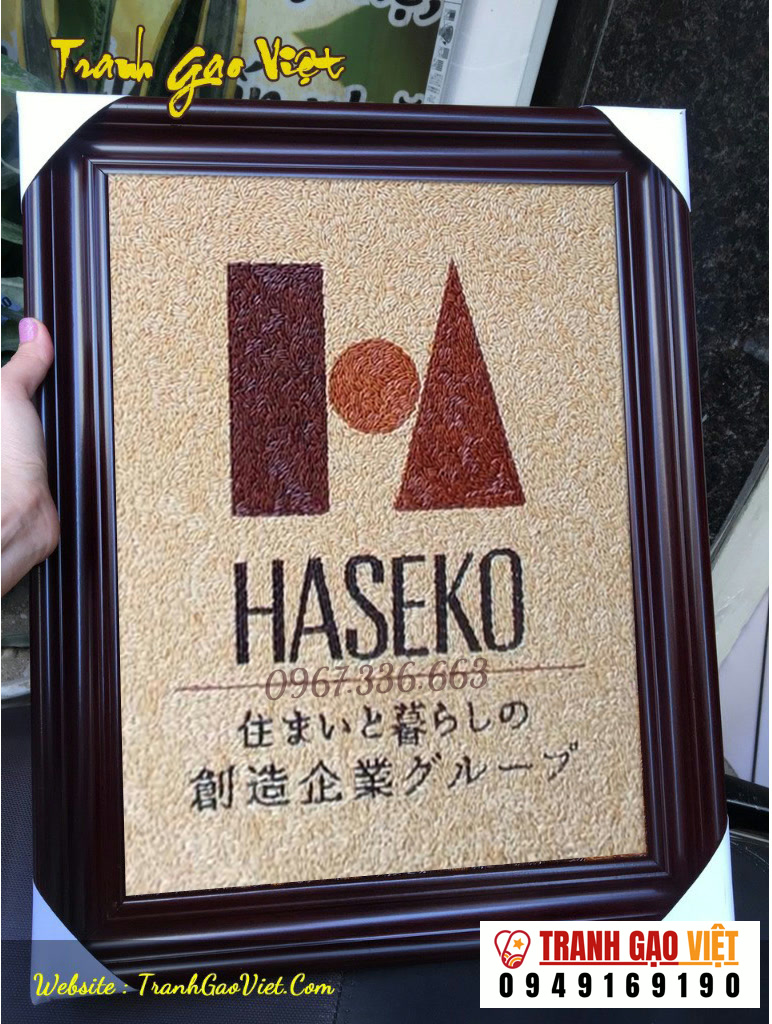 Tranh Gạo Việt
HASEKO
0967.336.663
住まいと暮らしの
創造企業グループ
TRANH GẠO VIỆT
0949169190
Website : TranhGaoViet.Com